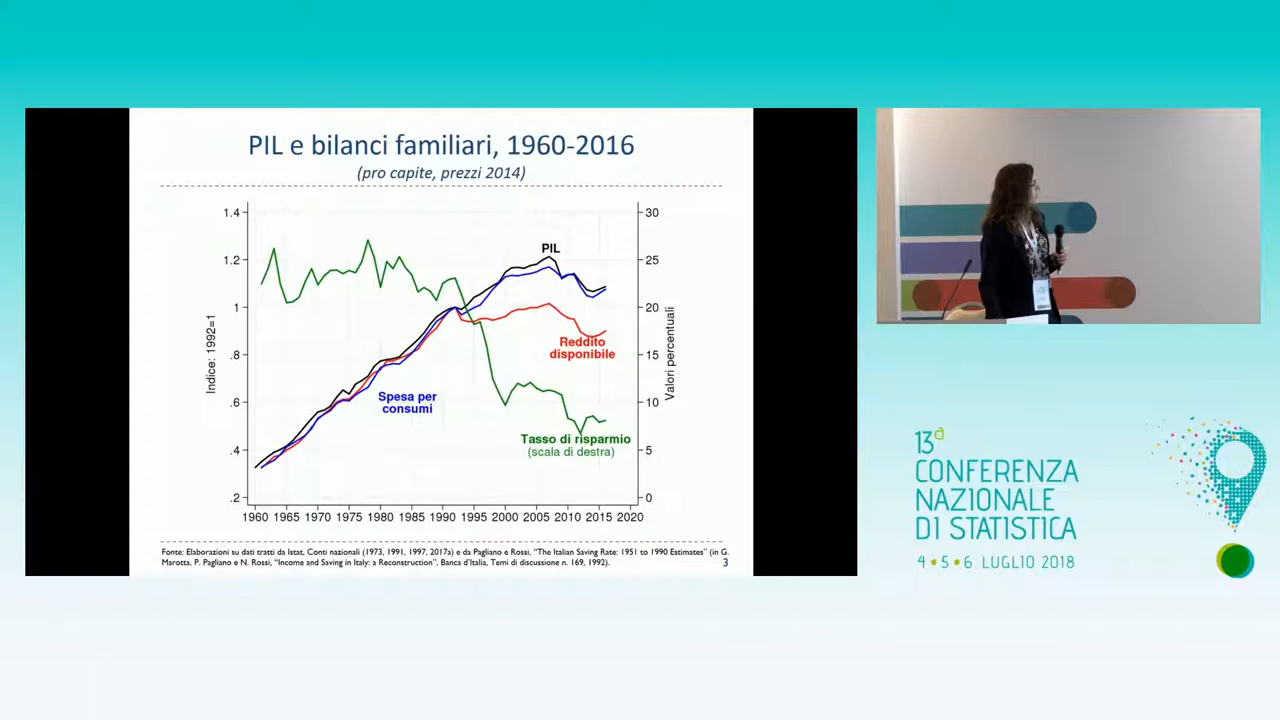 PIL e bilanci familiari, 1960-2016
(pro capite, prezzi 2014)
1.4
1.2
1
.8
.6
.4
.2
Indice: 1992=1
30
25
20
15
10
5
0
Valori percentuali
PIL
Reddito
disponibile
Spesa per
consumi
Tasso di risparmio
(scala di destra)
1960 1965 1970 1975 1980 1985 1990 1995 2000 2005 2010 2015 2020
Fonte: Elaborazioni su dati tratti da Istat, Conti nazionali (1973, 1991, 1997, 2017a) e da Pagliano e Rossi, “The Italian Saving Rate: 1951 to 1990 Estimates” (in G.
Marotta, P. Pagliano e N. Rossi, “Income and Saving in Italy: a Reconstruction”, Banca d’Italia, Temi di discussione n. 169, 1992).
3
13ª
CONFERENZA
NAZIONALE
DI STATISTICA
4 • 5 • 6 LUGLIO 2018